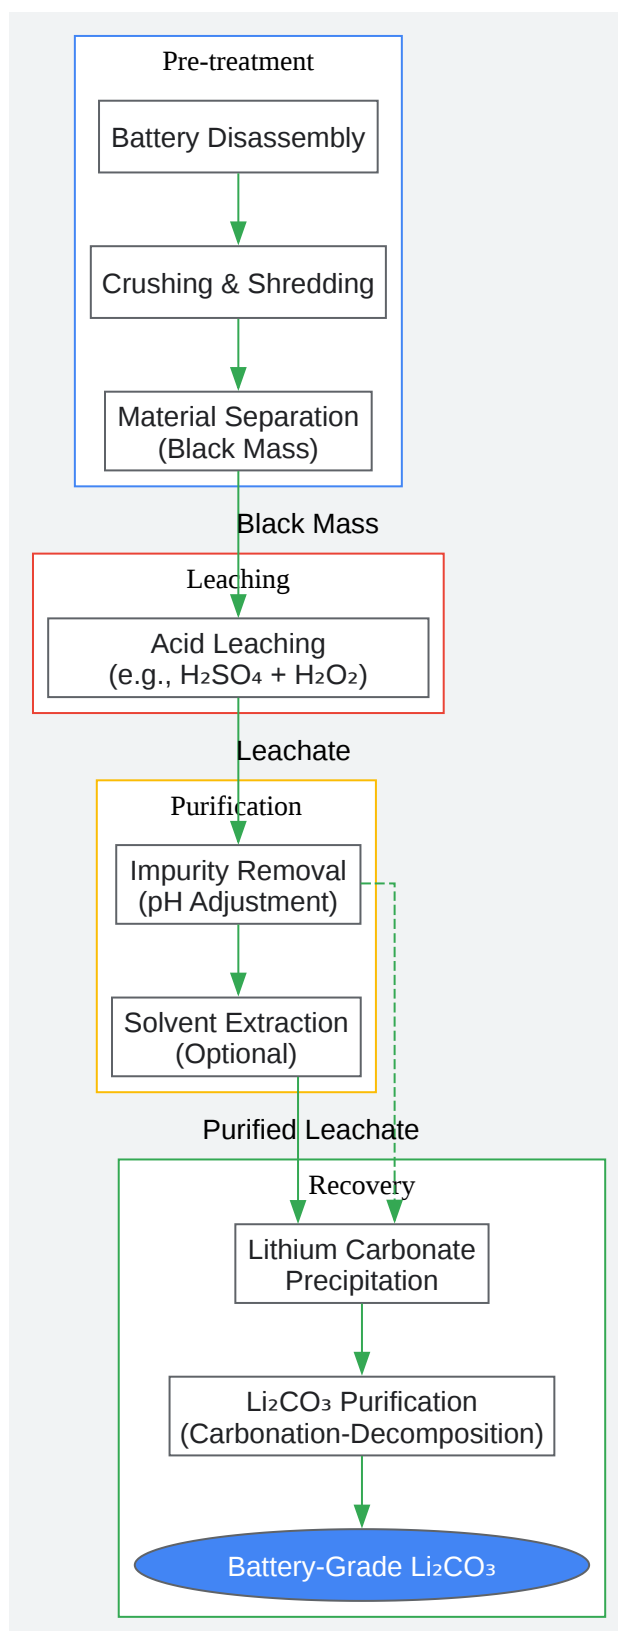 Pre-treatment
Battery Disassembly
Crushing & Shredding
Material Separation
(Black Mass)
Black Mass
Leaching
Acid Leaching
(e.g., H₂SO₄ + H₂O₂)
Leachate
Purification
Impurity Removal
(pH Adjustment)
Solvent Extraction
(Optional)
Purified Leachate
Recovery
Lithium Carbonate
Precipitation
Li₂CO₃ Purification
(Carbonation-Decomposition)
Battery-Grade Li₂CO₃